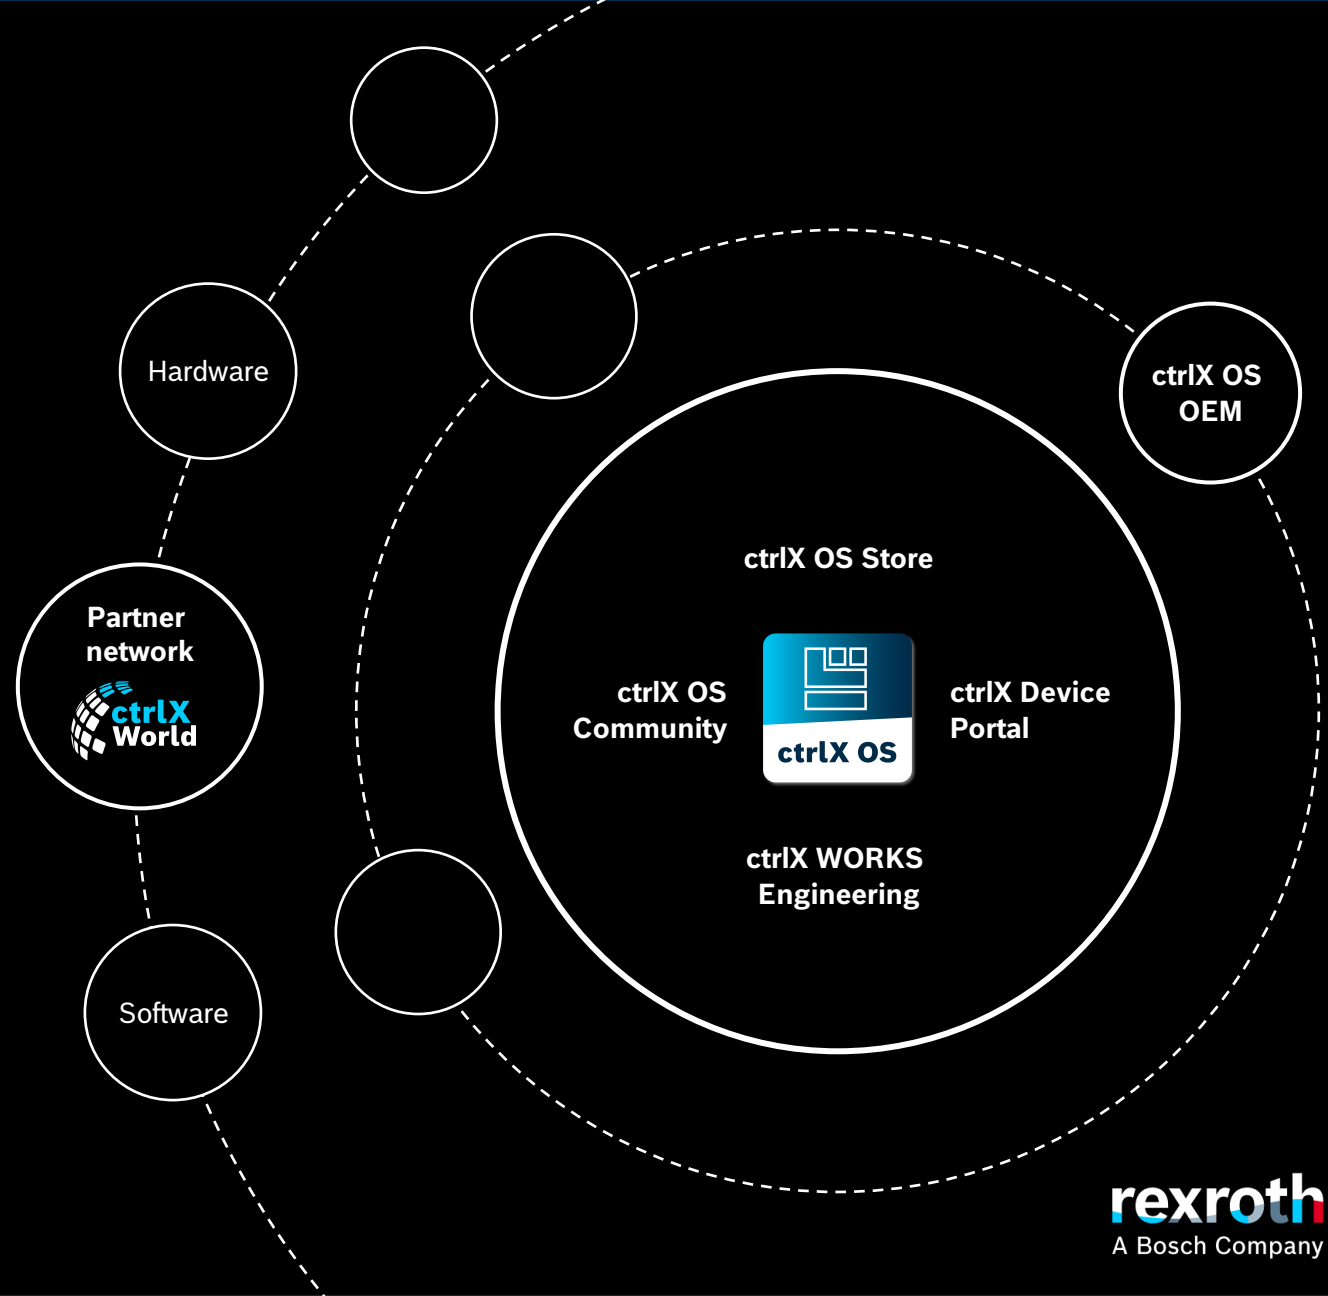 Hardware
ctrlX OS
OEM
ctrlX OS Store
Partner
network
ctrlX
World
ctrlX OS
Community
ctrlX OS
ctrlX Device
Portal
ctrlX WORKS
Engineering
Software
rexroth
A Bosch Company